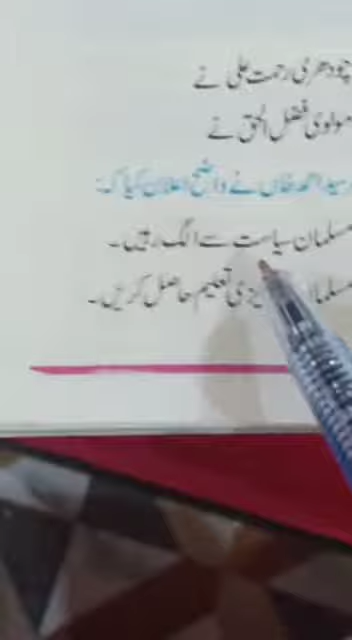 چودھری رحمت علی نے
مولوی فضل الحق نے
سید احمد خاں نے واضح اعلان کیا کہ:
مسلمان سیاست سے الگ رہیں۔
تعلیم حاصل کریں۔